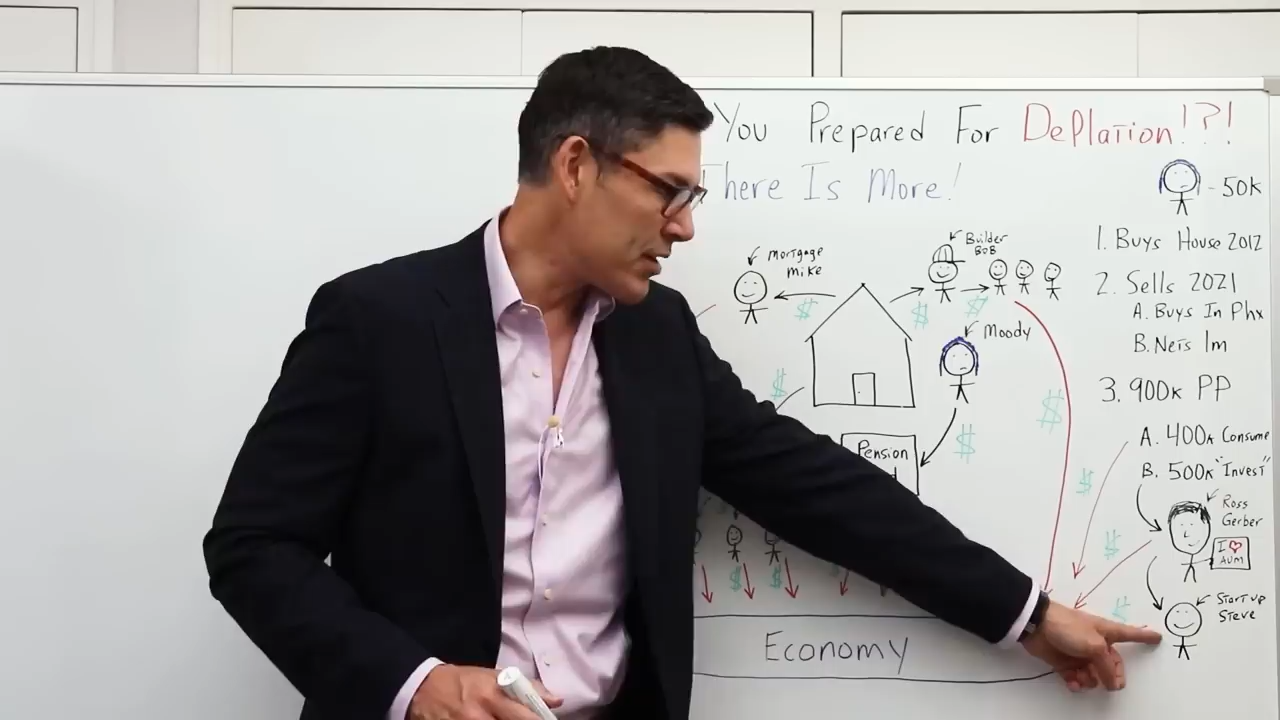 You Prepared For Deflation!?!
There Is More!
- 50K
1. Buys House 2012
2. Sells 2021
A. Buys In Phx
B. Nets 1m
3. 900k PP
A. 400k Consume
B. 500k "Invest"
Ross
Gerber
I ♥
AUM
Startup
Steve
Mortgage
Mike
$
Builder
Bob
$
$
Moody
$
$
$
Pension
$
$
$
$
$
$
Economy